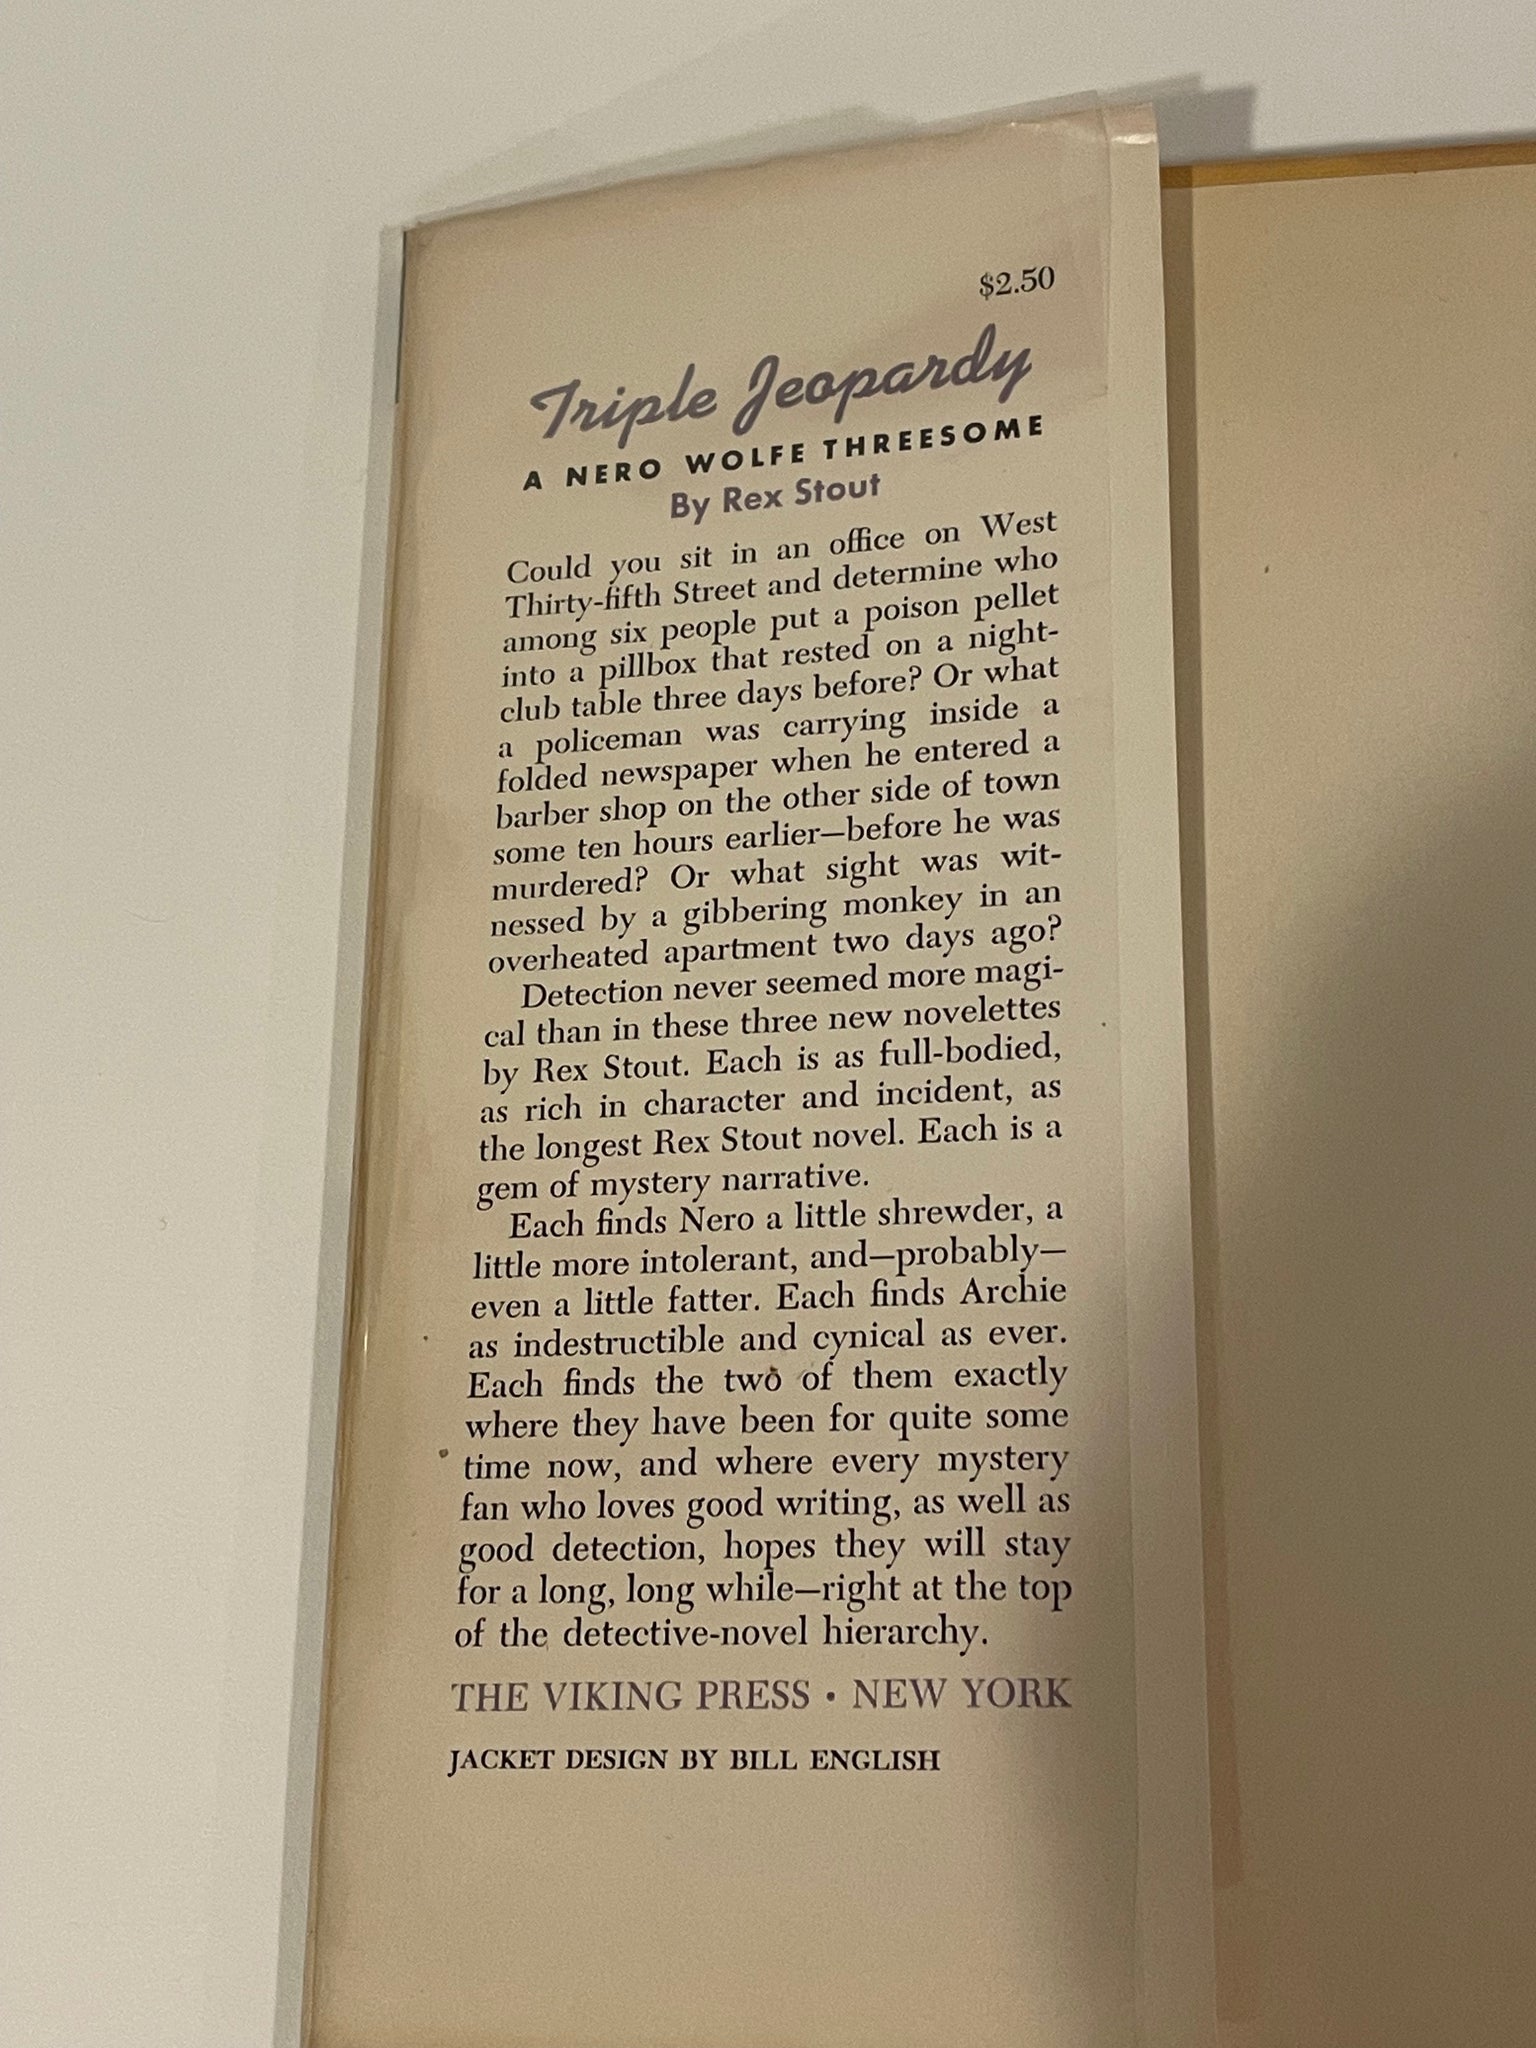 $2.50
Triple Jeopardy
A NERO WOLFE THREESOME
By Rex Stout
Could you sit in an office on West
Thirty-fifth Street and determine who
among six people put a poison pellet
into a pillbox that rested on a night-
club table three days before? Or what
a policeman was carrying inside a
folded newspaper when he entered a
barber shop on the other side of town
some ten hours earlier—before he was
murdered? Or what sight was wit-
nessed by a gibbering monkey in an
overheated apartment two days ago?
Detection never seemed more magi-
cal than in these three new novelettes
by Rex Stout. Each is as full-bodied,
as rich in character and incident, as
the longest Rex Stout novel. Each is a
gem of mystery narrative.
Each finds Nero a little shrewder, a
little more intolerant, and—probably—
even a little fatter. Each finds Archie
as indestructible and cynical as ever.
Each finds the two of them exactly
where they have been for quite some
time now, and where every mystery
fan who loves good writing, as well as
good detection, hopes they will stay
for a long, long while—right at the top
of the detective-novel hierarchy.
THE VIKING PRESS • NEW YORK
JACKET DESIGN BY BILL ENGLISH